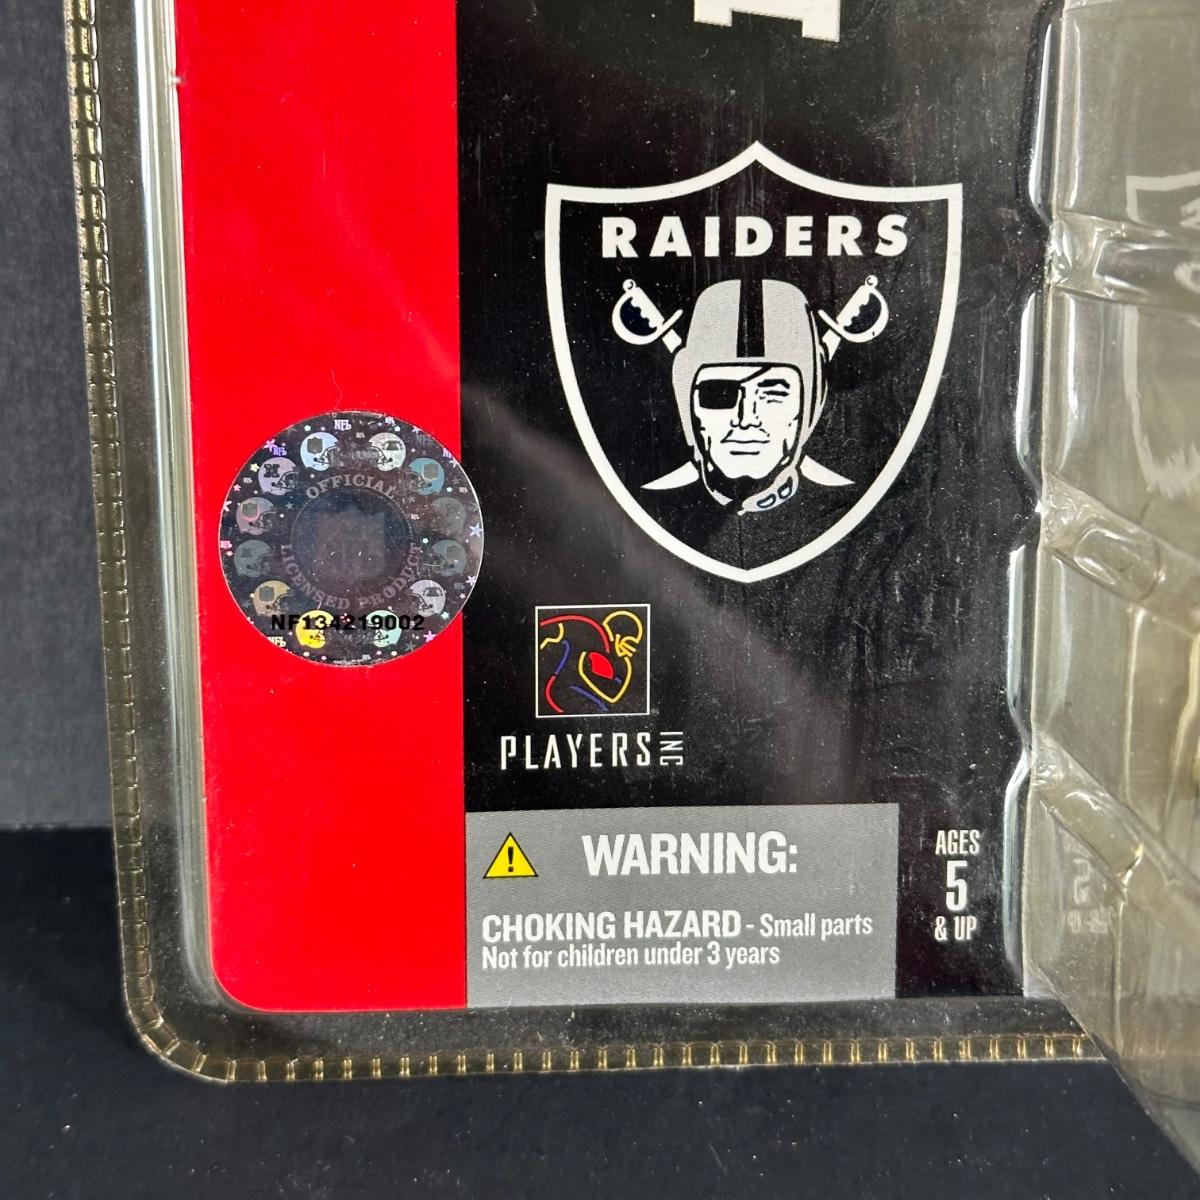 RAIDERS
OFFICIAL
LICENSED PRODUCT
NF134219002
PLAYERS INC
WARNING:
CHOKING HAZARD - Small parts
Not for children under 3 years
AGES
5
& UP